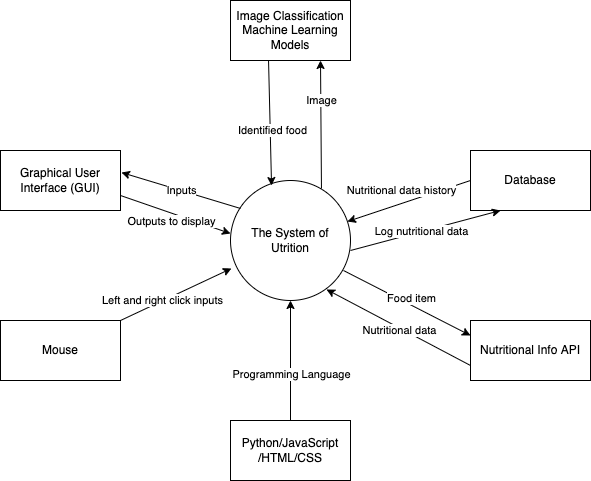 Image Classification
Machine Learning
Models
Image
Identified food
Graphical User
Interface (GUI)
Inputs
Outputs to display
Nutritional data history
Database
Log nutritional data
The System of
Utrition
Left and right click inputs
Food item
Nutritional data
Mouse
Nutritional Info API
Programming Language
Python/JavaScript
/HTML/CSS